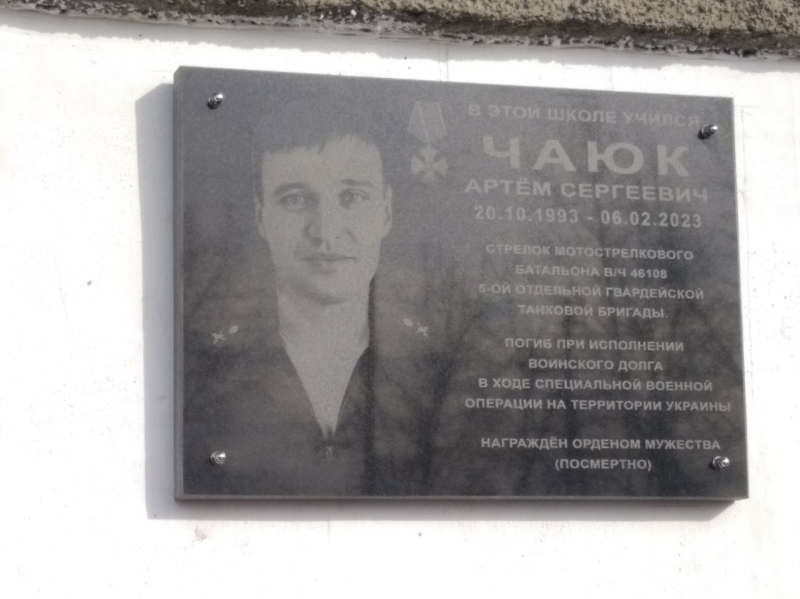 В ЭТОЙ ШКОЛЕ УЧИЛСЯ
ЧАЮК
АРТЁМ СЕРГЕЕВИЧ
20.10.1993 - 06.02.2023
СТРЕЛОК МОТОСТРЕЛКОВОГО
БАТАЛЬОНА В/Ч 46108
5-ОЙ ОТДЕЛЬНОЙ ГВАРДЕЙСКОЙ
ТАНКОВОЙ БРИГАДЫ.
ПОГИБ ПРИ ИСПОЛНЕНИИ
ВОИНСКОГО ДОЛГА
В ХОДЕ СПЕЦИАЛЬНОЙ ВОЕННОЙ
ОПЕРАЦИИ НА ТЕРРИТОРИИ УКРАИНЫ
НАГРАЖДЁН ОРДЕНОМ МУЖЕСТВА
(ПОСМЕРТНО)